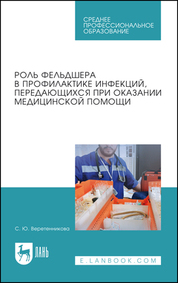 СРЕДНЕЕ
ПРОФЕССИОНАЛЬНОЕ
ОБРАЗОВАНИЕ
РОЛЬ ФЕЛЬДШЕРА
В ПРОФИЛАКТИКЕ ИНФЕКЦИЙ,
ПЕРЕДАЮЩИХСЯ ПРИ ОКАЗАНИИ
МЕДИЦИНСКОЙ ПОМОЩИ
С. Ю. Веретенникова
ЛАНЬ
E.LANBOOK.COM